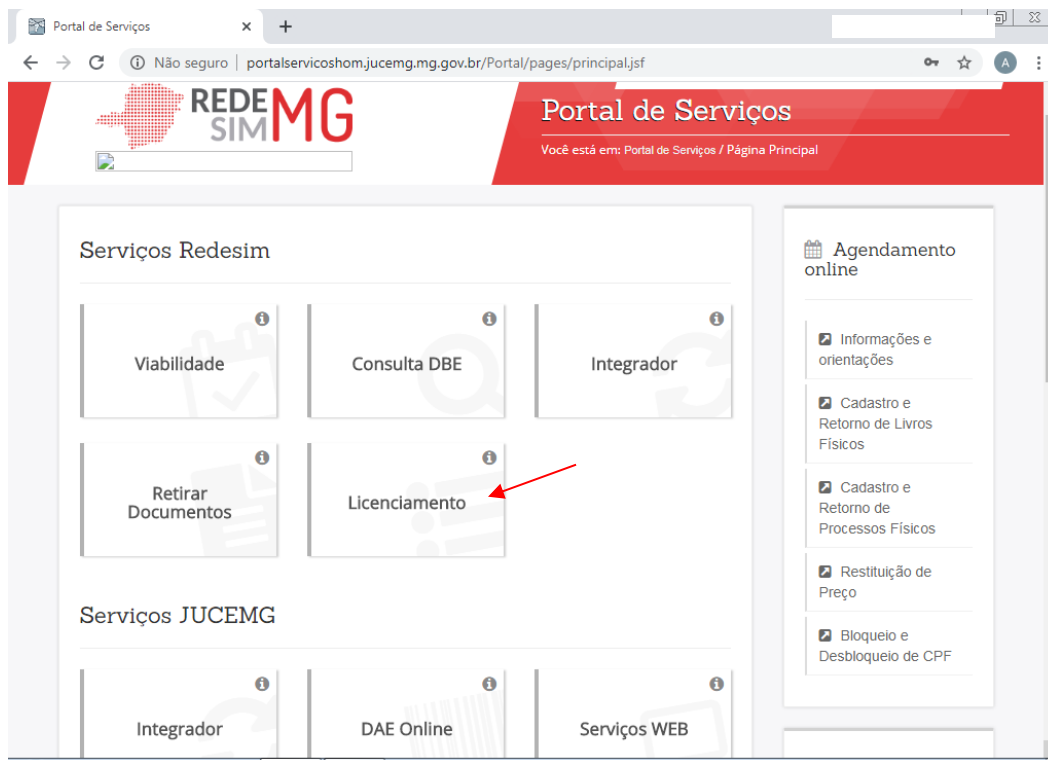 Portal de Serviços
Não seguro | portalservicoshom.jucemg.mg.gov.br/Portal/pages/principal.jsf
A
REDE
SIM
MG
Portal de Serviços
Você está em: Portal de Serviços / Página Principal
Serviços Redesim
Viabilidade
Consulta DBE
Integrador
Retirar
Documentos
Licenciamento
Serviços JUCEMG
Integrador
DAE Online
Serviços WEB
Agendamento
online
Informações e
orientações
Cadastro e
Retorno de Livros
Físicos
Cadastro e
Retorno de
Processos Físicos
Restituição de
Preço
Bloqueio e
Desbloqueio de CPF